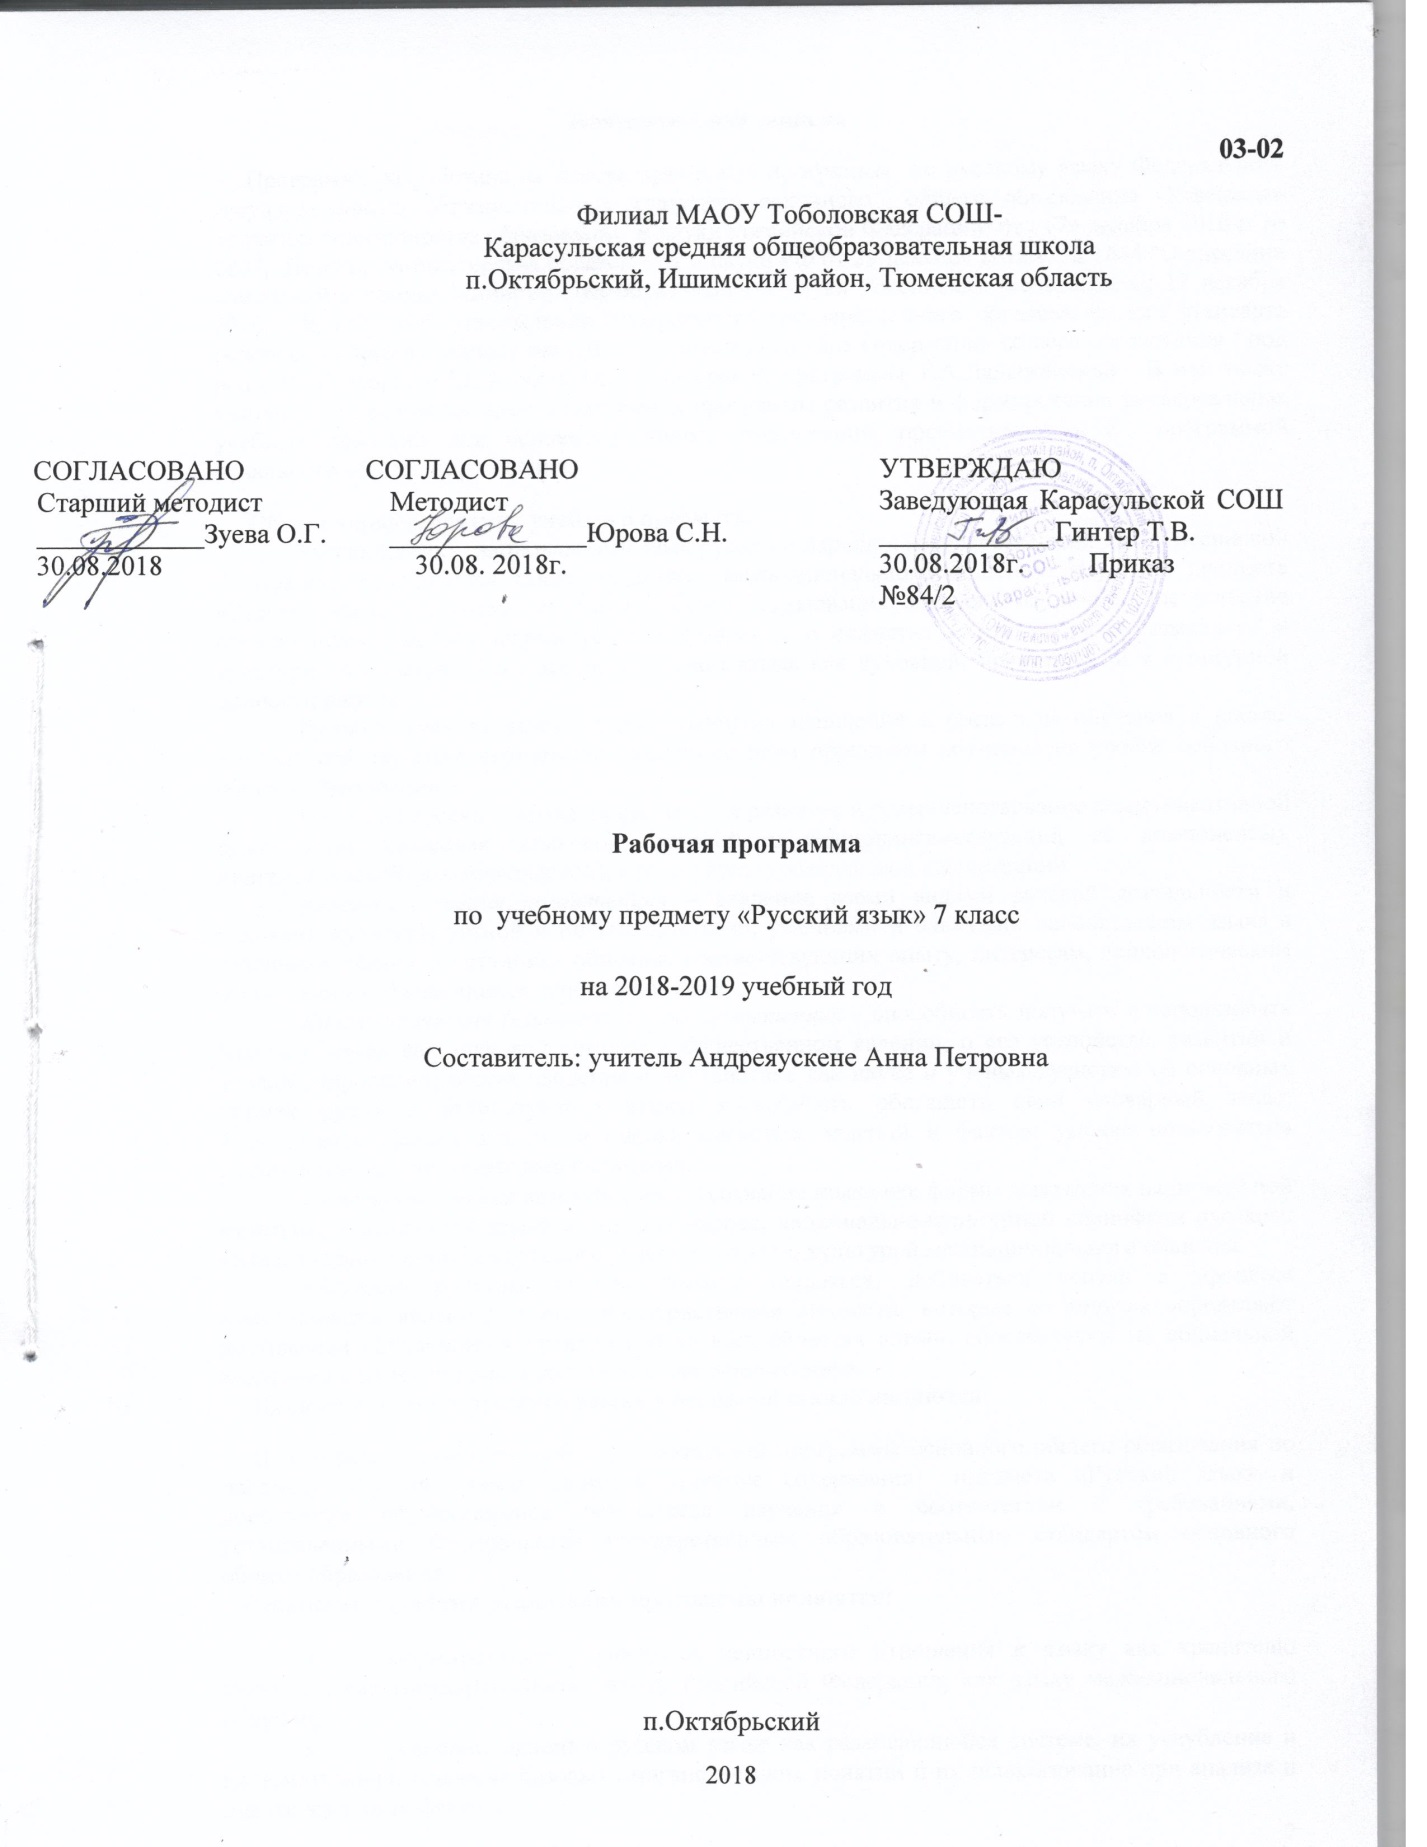 03-02
Филиал МАОУ Тоболовская СОШ-
Карасульская средняя общеобразовательная школа
п.Октябрьский, Ишимский район, Тюменская область
СОГЛАСОВАНО
Старший методист
____________Зуева О.Г.
30.08.2018
СОГЛАСОВАНО
Методист
Юрова
______________Юрова С.Н.
30.08. 2018г.
УТВЕРЖДАЮ
Заведующая Карасульской СОШ
____________ Гинтер Т.В.
30.08.2018г. Приказ
№84/2
Рабочая программа
по учебному предмету «Русский язык» 7 класс
на 2018-2019 учебный год
Составитель: учитель Андреяускене Анна Петровна
п.Октябрьский
2018